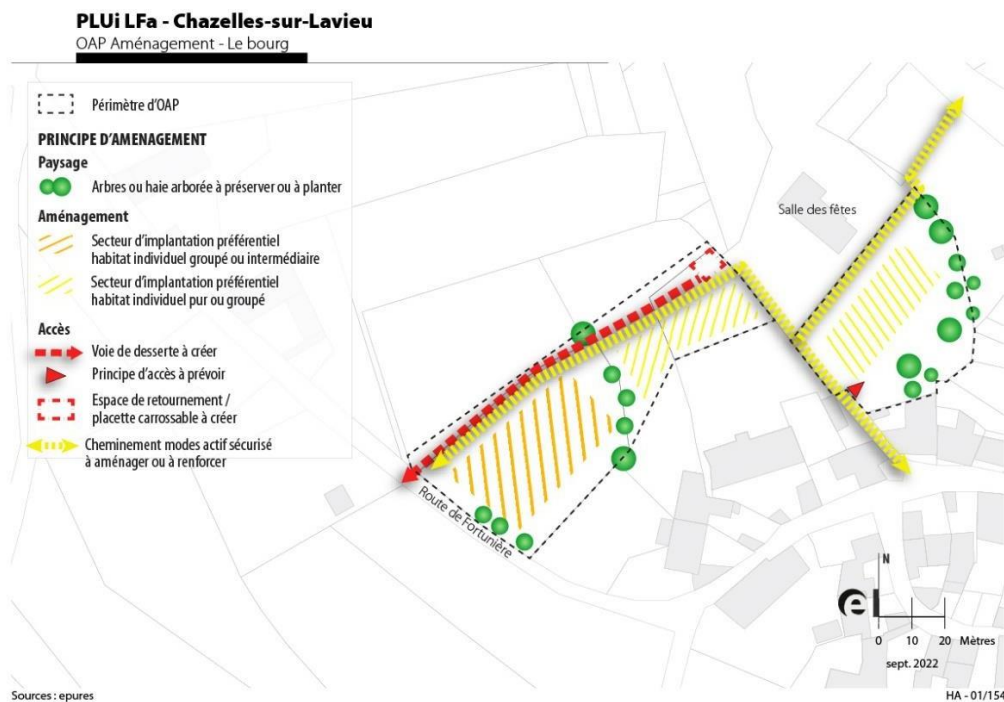 PLUi LFa - Chazelles-sur-Lavieu
OAP Aménagement - Le bourg
Périmètre d'OAP
PRINCIPE D'AMENAGEMENT
Paysage
Arbres ou haie arborée à préserver ou à planter
Aménagement
Secteur d'implantation préférentiel
habitat individuel groupé ou intermédiaire
Secteur d'implantation préférentiel
habitat individuel pur ou groupé
Accès
Voie de desserte à créer
Principe d'accès à prévoir
Espace de retournement /
placette carrossable à créer
Cheminement modes actif sécurisé
à aménager ou à renforcer
Salle des fêtes
Route de Fortunière
N
e
0 10 20 Mètres
sept. 2022
Sources : epures
HA - 01/154